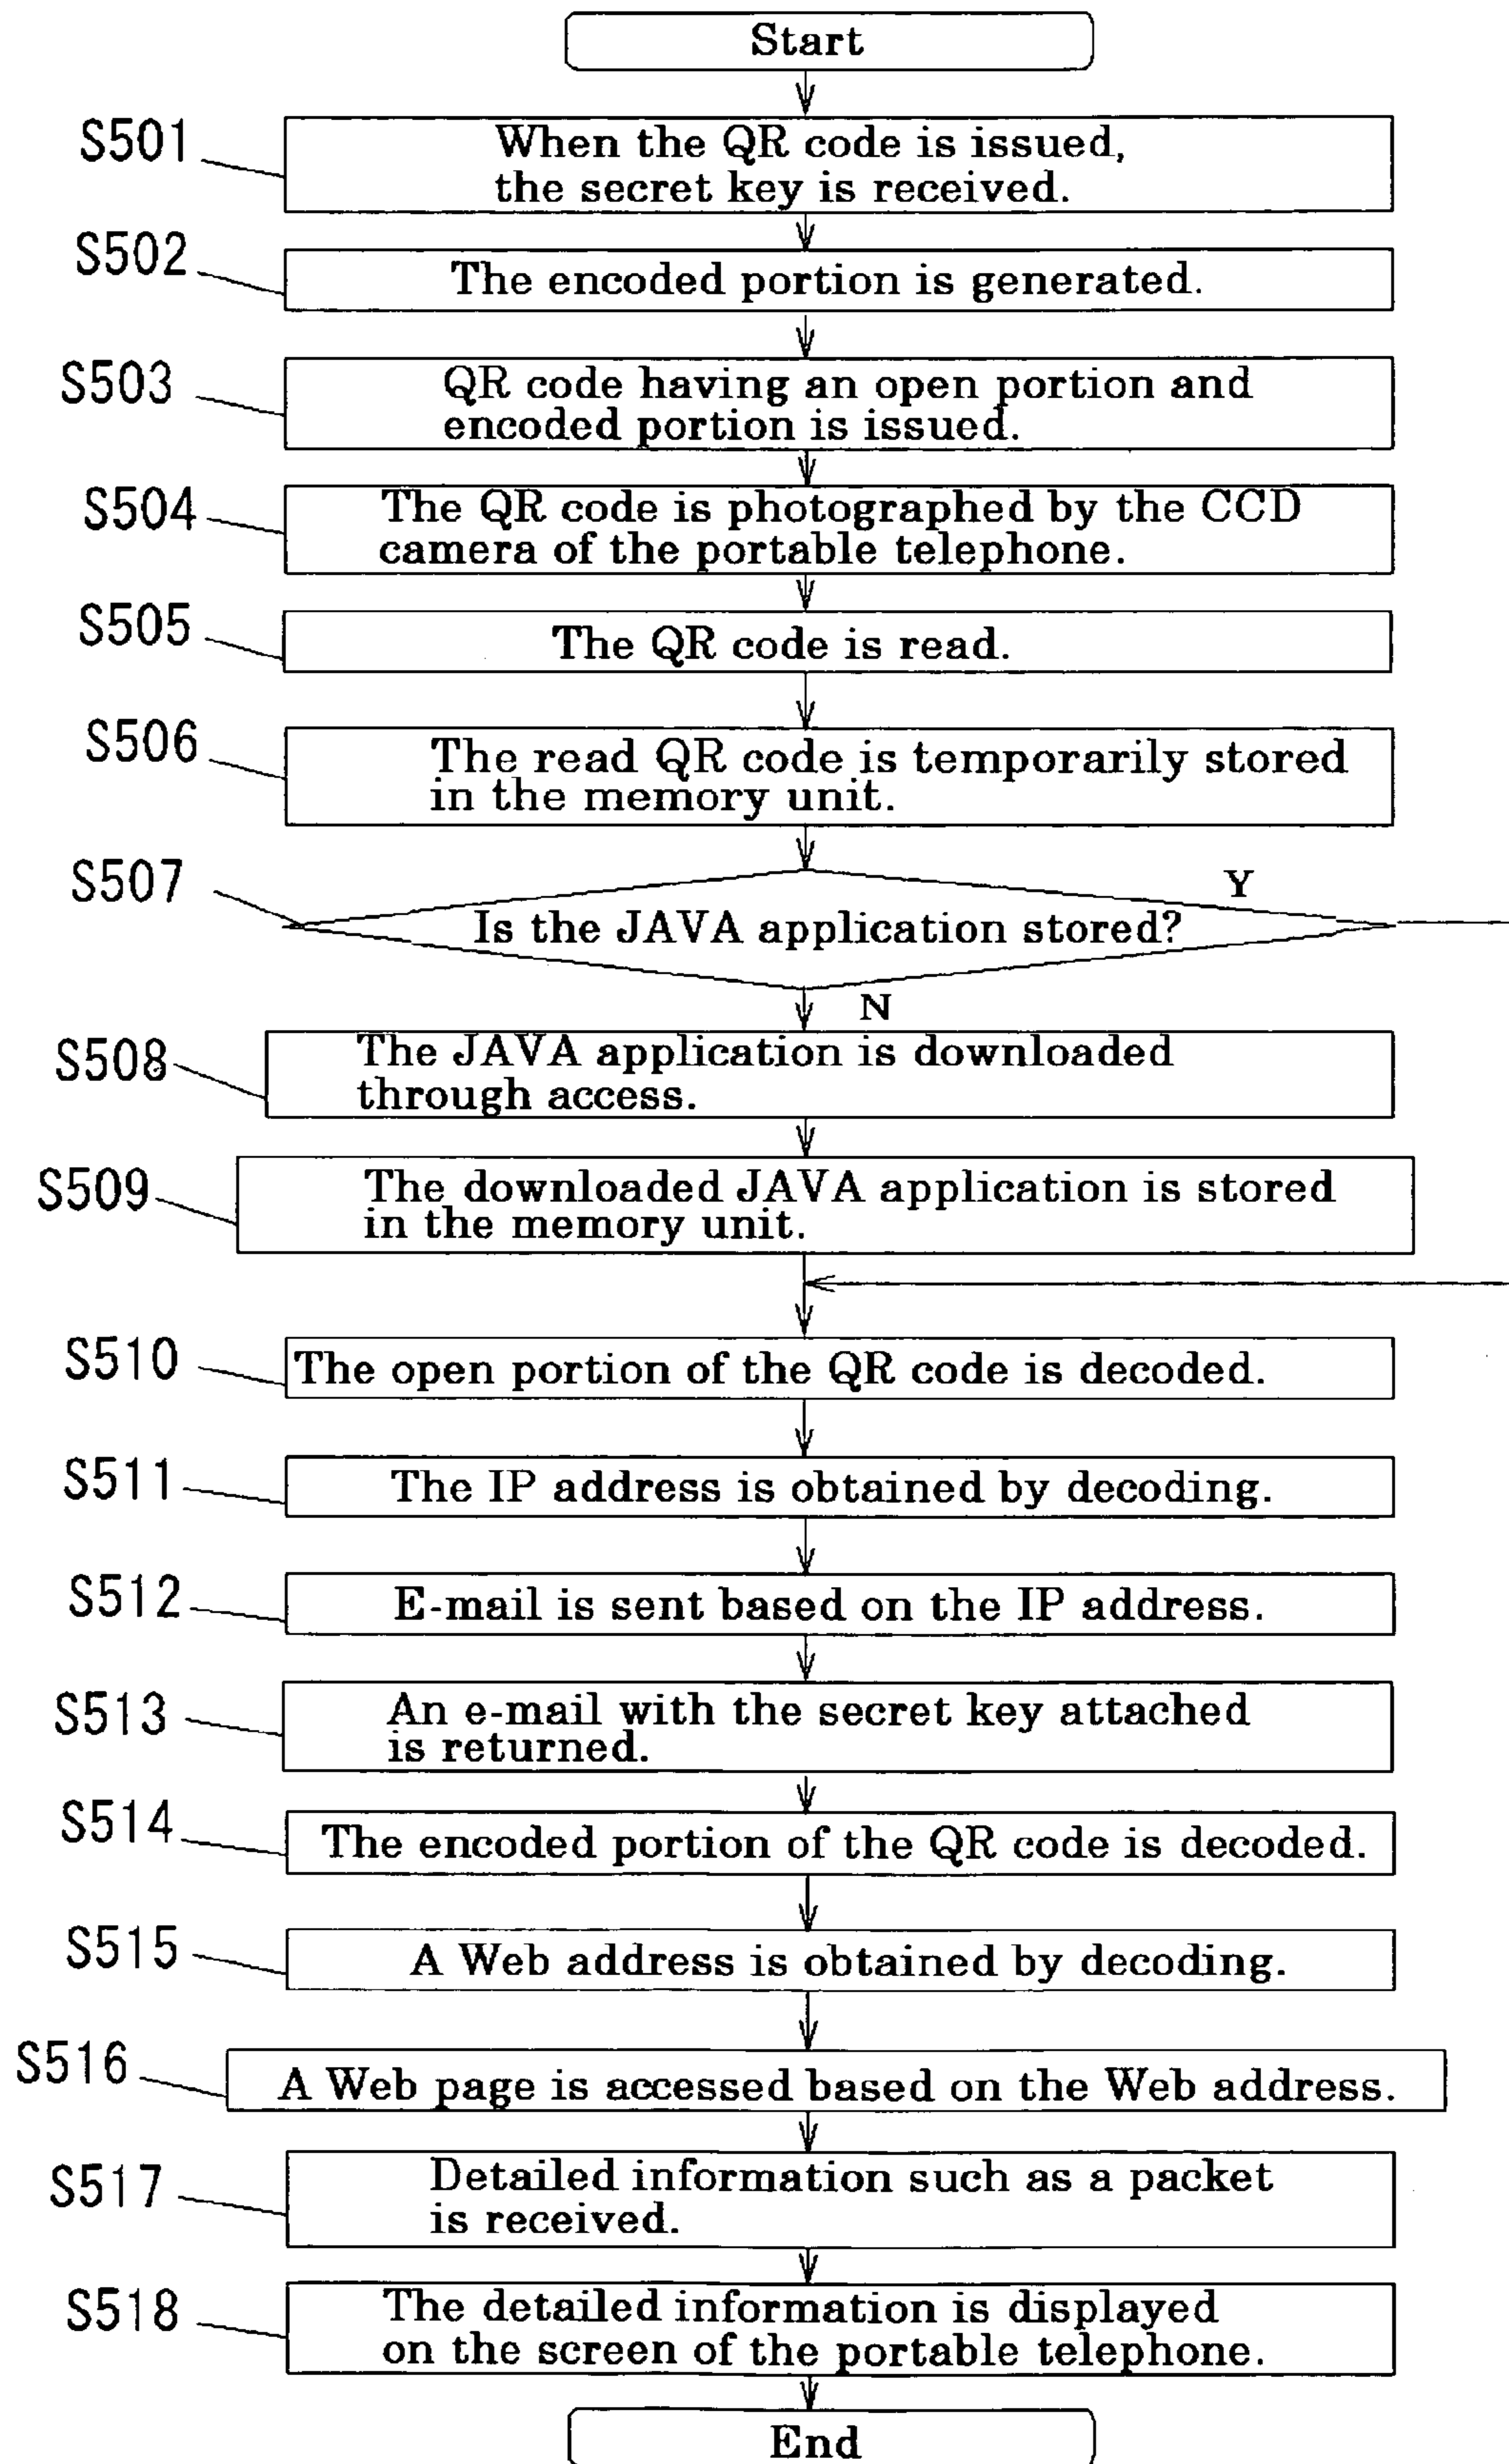 Start
S501
When the QR code is issued,
the secret key is received.
S502
The encoded portion is generated.
S503
QR code having an open portion and
encoded portion is issued.
S504
The QR code is photographed by the CCD
camera of the portable telephone.
S505
The QR code is read.
S506
The read QR code is temporarily stored
in the memory unit.
S507
Is the JAVA application stored?
Y
N
S508
The JAVA application is downloaded
through access.
S509
The downloaded JAVA application is stored
in the memory unit.
S510
The open portion of the QR code is decoded.
S511
The IP address is obtained by decoding.
S512
E-mail is sent based on the IP address.
S513
An e-mail with the secret key attached
is returned.
S514
The encoded portion of the QR code is decoded.
S515
A Web address is obtained by decoding.
S516
A Web page is accessed based on the Web address.
S517
Detailed information such as a packet
is received.
S518
The detailed information is displayed
on the screen of the portable telephone.
End